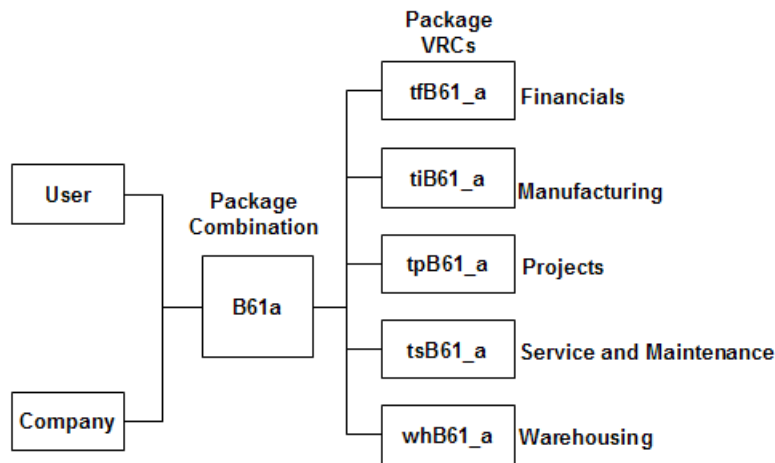 Package
VRCs
tfB61_a Financials
User
tiB61_a Manufacturing
Package
Combination
B61a
tpB61_a Projects
tsB61_a Service and Maintenance
Company
whB61_a Warehousing